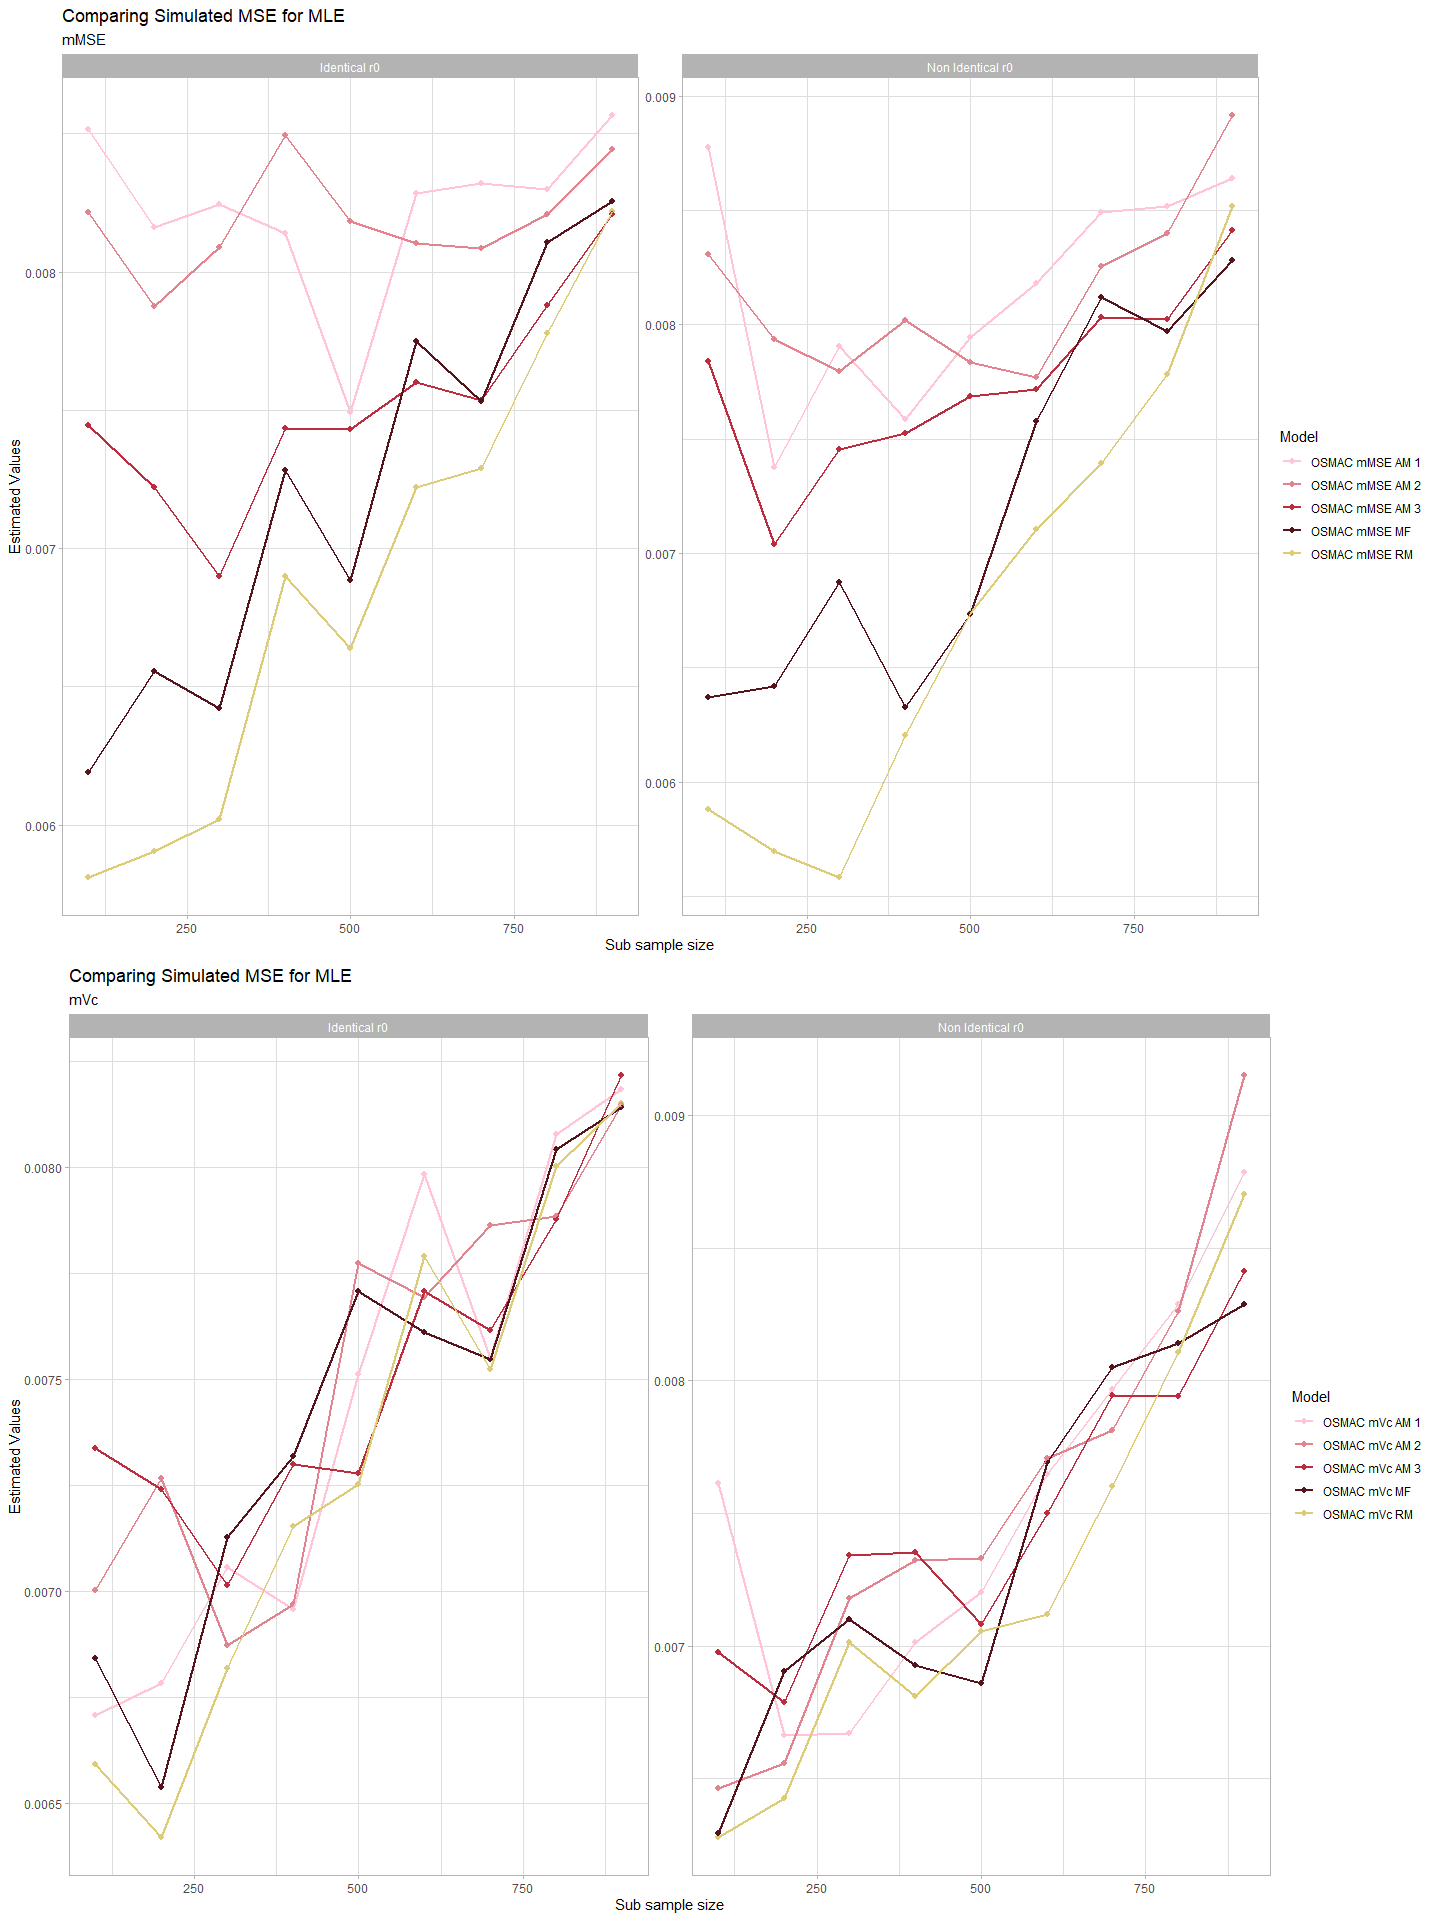 Comparing Simulated MSE for MLE
mMSE
Identical r0
Non Identical r0
Estimated Values
0.008
0.007
0.006
0.009
0.008
0.007
0.006
250
500
750
250
500
750
Sub sample size
Model
OSMAC mMSE AM 1
OSMAC mMSE AM 2
OSMAC mMSE AM 3
OSMAC mMSE MF
OSMAC mMSE RM
Comparing Simulated MSE for MLE
mVc
Identical r0
Non Identical r0
Estimated Values
0.0080
0.0075
0.0070
0.0065
0.009
0.008
0.007
250
500
750
250
500
750
Sub sample size
Model
OSMAC mVc AM 1
OSMAC mVc AM 2
OSMAC mVc AM 3
OSMAC mVc MF
OSMAC mVc RM